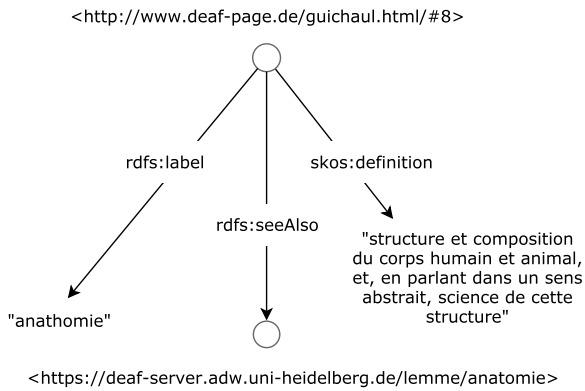 <http://www.deaf-page.de/guichaul.html/#8>
rdfs:label
skos:definition
rdfs:seeAlso
"structure et composition
du corps humain et animal,
et, en parlant dans un sens
abstrait, science de cette
structure"
"anathomie"
<https://deaf-server.adw.uni-heidelberg.de/lemme/anatomie>